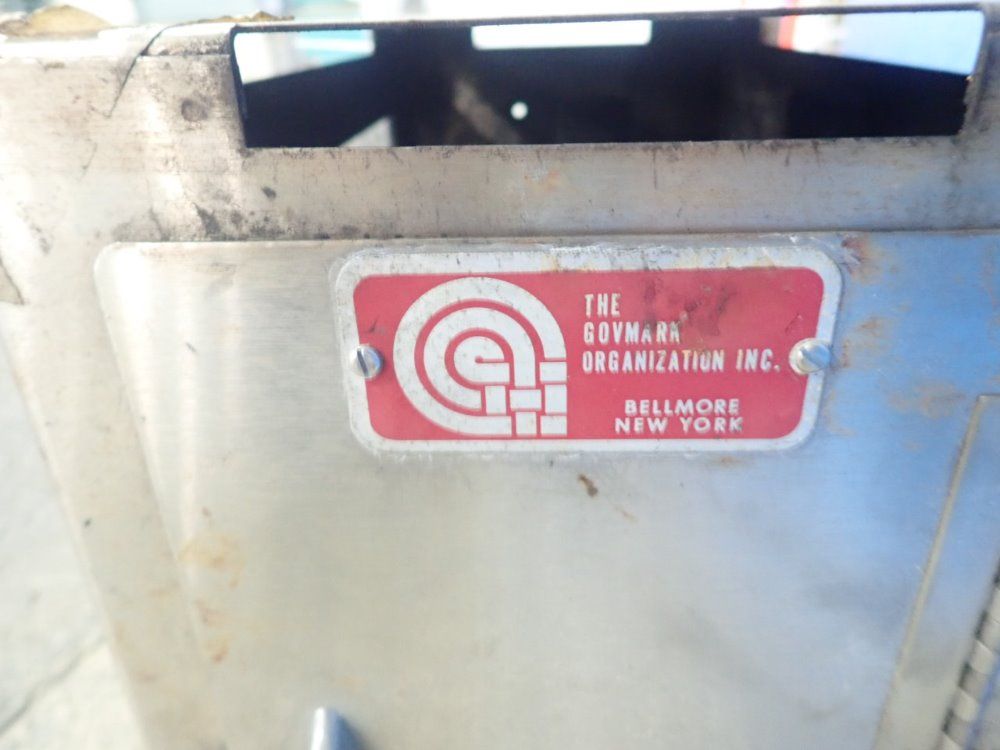 THE
GOVMARK
ORGANIZATION INC.
BELLMORE
NEW YORK